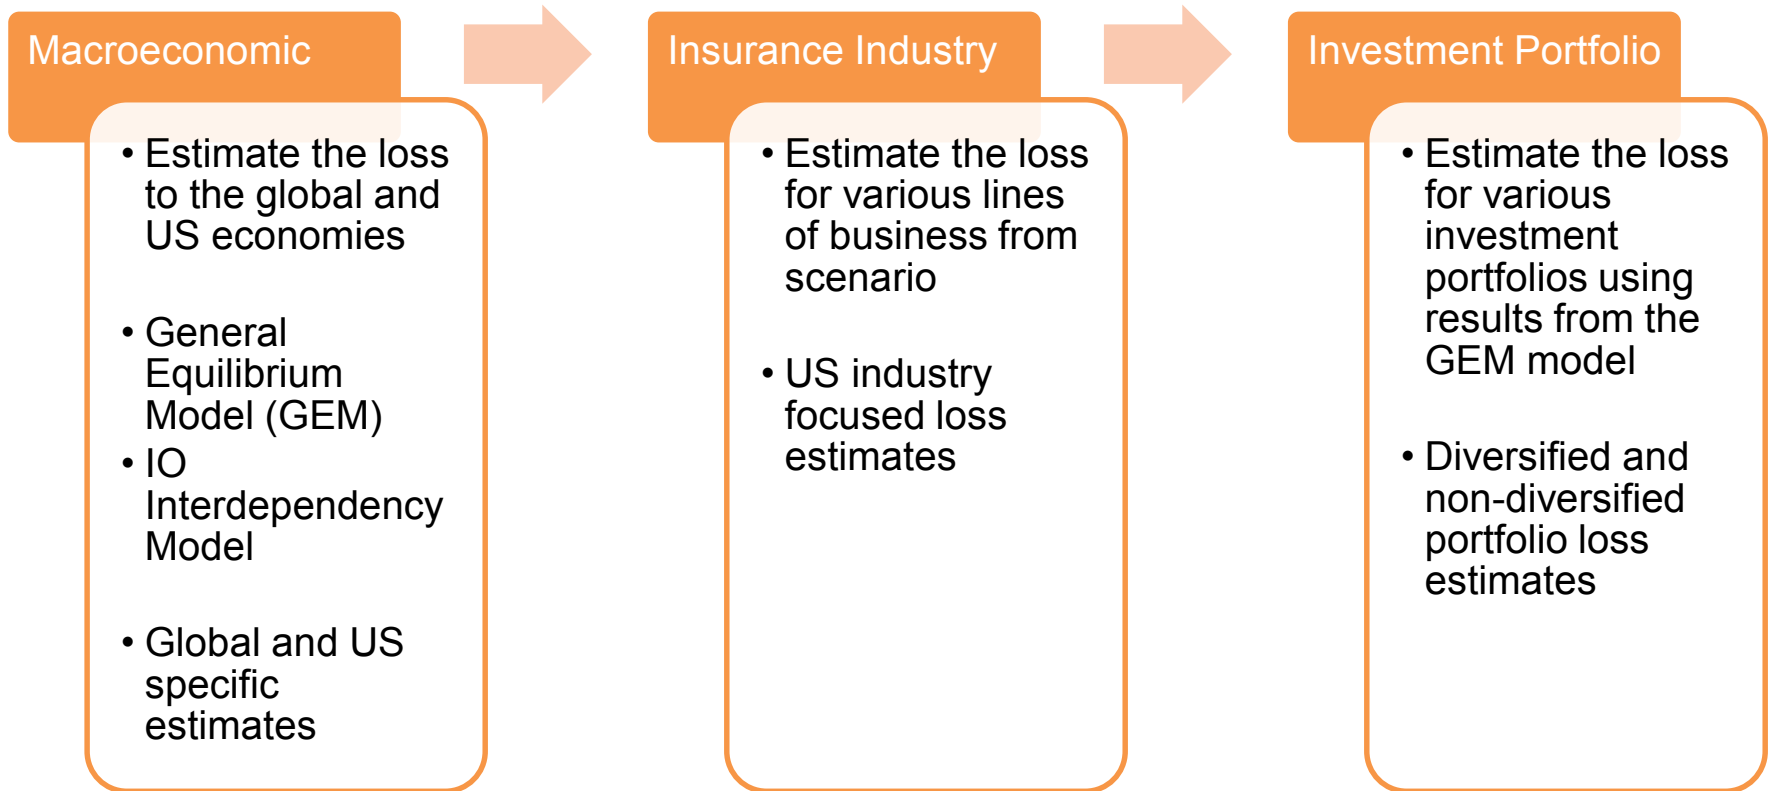 Macroeconomic
• Estimate the loss
to the global and
US economies
• General
Equilibrium
Model (GEM)
• IO
Interdependency
Model
• Global and US
specific
estimates
Insurance Industry
• Estimate the loss
for various lines
of business from
scenario
• US industry
focused loss
estimates
Investment Portfolio
• Estimate the loss
for various
investment
portfolios using
results from the
GEM model
• Diversified and
non-diversified
portfolio loss
estimates